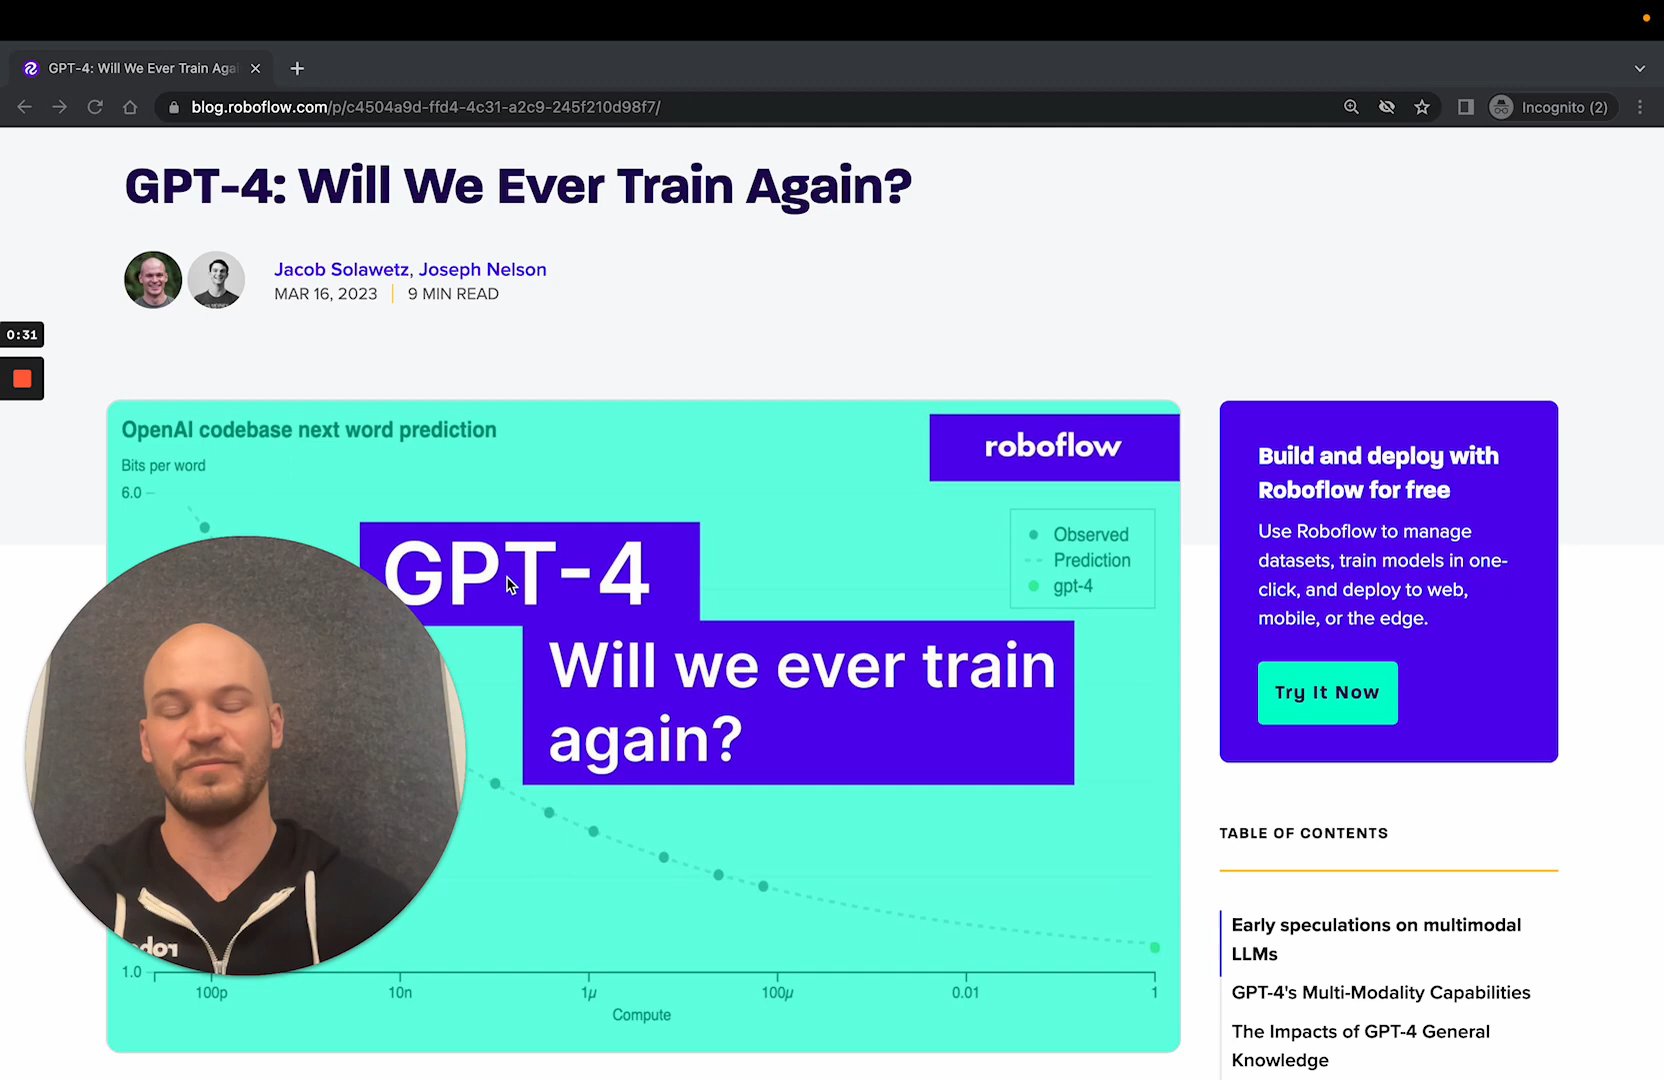 GPT-4: Will We Ever Train Aga
blog.roboflow.com/p/c4504a9d-ffd4-4c31-a2c9-245f210d98f7/
Incognito (2)
GPT-4: Will We Ever Train Again?
Jacob Solawetz, Joseph Nelson
MAR 16, 2023 | 9 MIN READ
0:31
OpenAI codebase next word prediction
roboflow
Bits per word
6.0
Observed
Prediction
gpt-4
GPT-4
Will we ever train
again?
1.0
100p 10n 1µ 100µ 0.01 1
Compute
Build and deploy with
Roboflow for free
Use Roboflow to manage
datasets, train models in one-
click, and deploy to web,
mobile, or the edge.
Try It Now
TABLE OF CONTENTS
Early speculations on multimodal
LLMs
GPT-4's Multi-Modality Capabilities
The Impacts of GPT-4 General
Knowledge